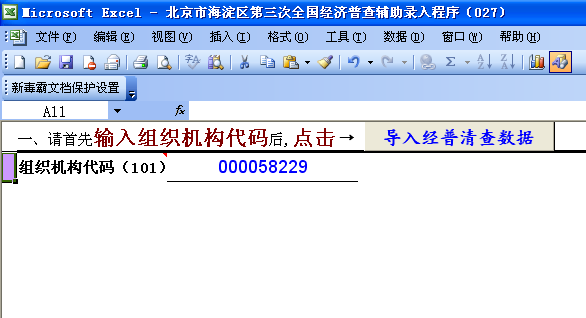 Microsoft Excel - 北京市海淀区第三次全国经济普查辅助录入程序（027）
文件(F) 编辑(E) 视图(V) 插入(I) 格式(O) 工具(T) 数据(D) 窗口(W) 帮助(H)
新毒霸文档保护设置
A11 fx
一、请首先输入组织机构代码后,点击→ 导入经普清查数据
组织机构代码（101） 000058229